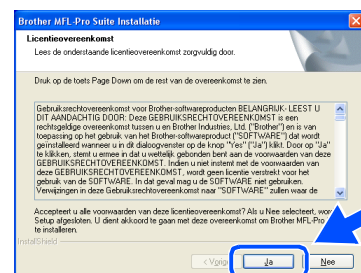 Brother MFL-Pro Suite Installatie
Licentieovereenkomst
Lees de onderstaande licentieovereenkomst zorgvuldig door.
Druk op de toets Page Down om de rest van de overeenkomst te zien.
Gebruiksrechtovereenkomst voor Brother-softwareproducten BELANGRIJK- LEEST U
DIT AANDACHTIG DOOR: Deze GEBRUIKSRECHTOVEREENKOMST is een
rechtsgeldige overeenkomst tussen u en Brother Industries, Ltd. ("Brother") en is van
toepassing op het gebruik van het Brother-softwareproduct ("SOFTWARE") dat wordt
geïnstalleerd wanneer u in dit dialoogvenster op de knop "Yes" ("Ja") klikt. Door op "Ja"
te klikken, stemt u ermee in dat u wettelijk gebonden bent aan de voorwaarden van deze
GEBRUIKSRECHTOVEREENKOMST. Indien u niet instemt met de voorwaarden van
deze GEBRUIKSRECHTOVEREENKOMST, wordt geen licentie verstrekt voor het
gebruik van de SOFTWARE. In dat geval mag u de SOFTWARE niet gebruiken.
Verwijzingen in deze Gebruiksrechtovereenkomst naar "SOFTWARE" zullen waar de
Accepteert u alle voorwaarden van deze licentieovereenkomst? Als u Nee selecteert,
Setup afgesloten. U dient akkoord te gaan met deze overeenkomst om Brother MFL-Pro
te installeren.
InstallShield
Ja
Nee